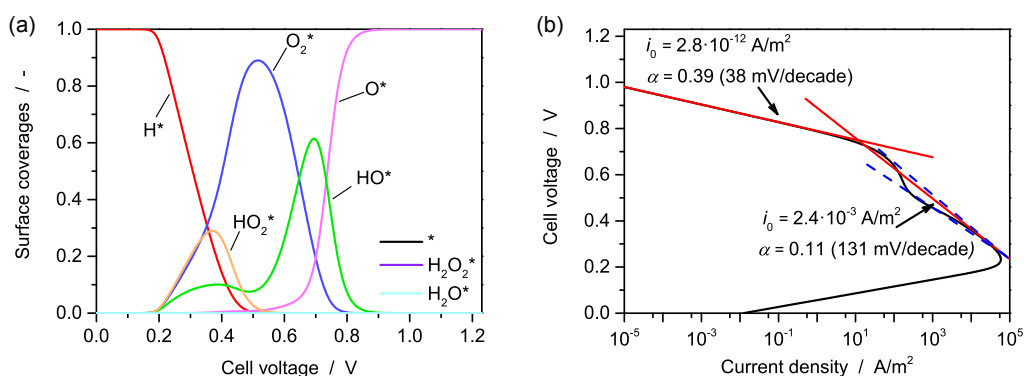 (a)
1.0
0.8
0.6
0.4
0.2
0.0
Surface coverages / -
H*
O₂*
O*
HO*
HO₂*
*
H₂O₂*
H₂O*
0.0 0.2 0.4 0.6 0.8 1.0 1.2
Cell voltage / V
(b)
1.2
1.0
0.8
0.6
0.4
0.2
0.0
Cell voltage / V
i₀ = 2.8·10⁻¹² A/m²
α = 0.39 (38 mV/decade)
i₀ = 2.4·10⁻³ A/m²
α = 0.11 (131 mV/decade)
10⁻⁵ 10⁻³ 10⁻¹ 10¹ 10³ 10⁵
Current density / A/m²